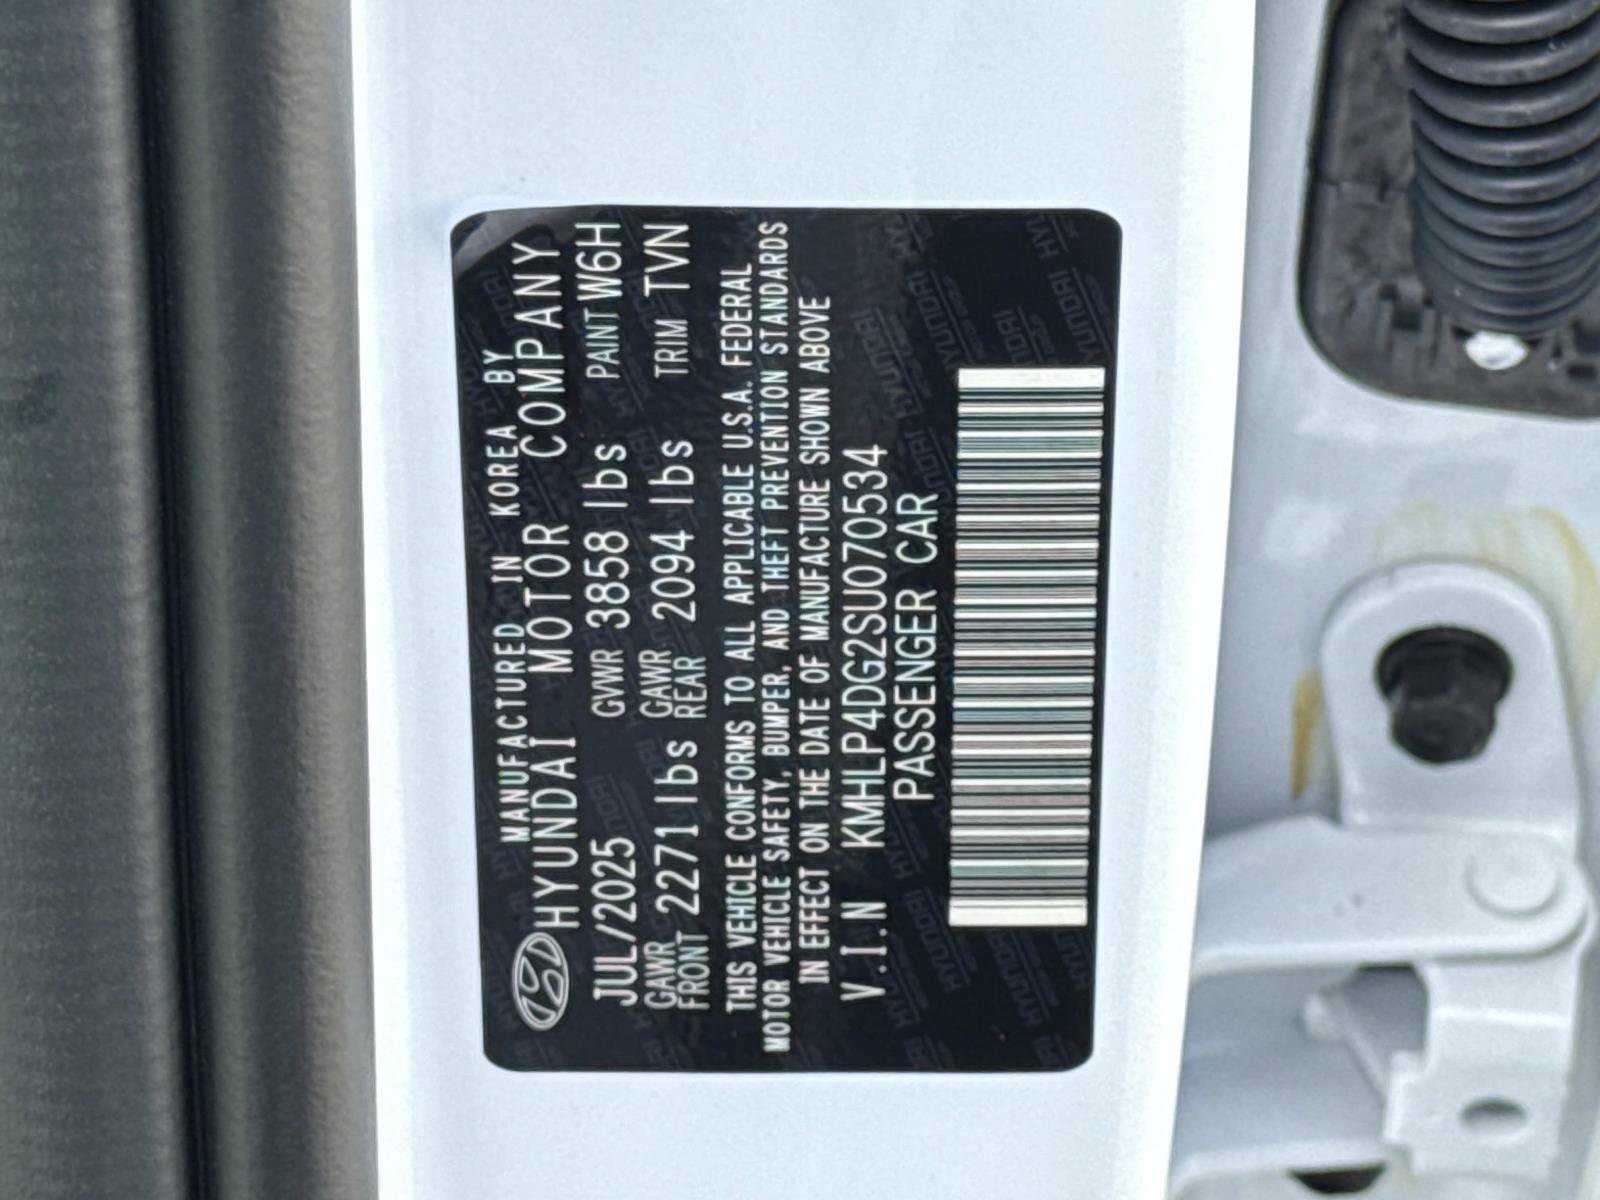 MANUFACTURED IN KOREA BY
HYUNDAI MOTOR COMPANY
JUL/2025 GVWR 3858 lbs PAINT W6H
GAWR FRONT 2271 lbs GAWR REAR 2094 lbs TRIM TVN
THIS VEHICLE CONFORMS TO ALL APPLICABLE U.S.A. FEDERAL
MOTOR VEHICLE SAFETY, BUMPER, AND THEFT PREVENTION STANDARDS
IN EFFECT ON THE DATE OF MANUFACTURE SHOWN ABOVE
V.I.N KMHLP4DG2SU070534
PASSENGER CAR